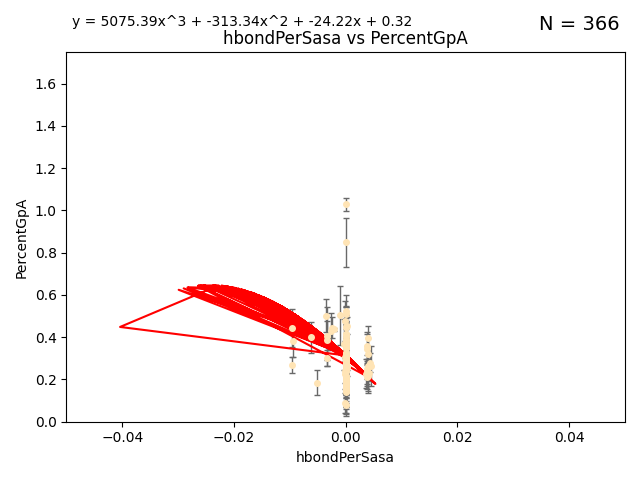 y = 5075.39x^3 + -313.34x^2 + -24.22x + 0.32
N = 366
hbondPerSasa vs PercentGpA
PercentGpA
1.6
1.4
1.2
1.0
0.8
0.6
0.4
0.2
0.0
−0.04
−0.02
0.00
0.02
0.04
hbondPerSasa